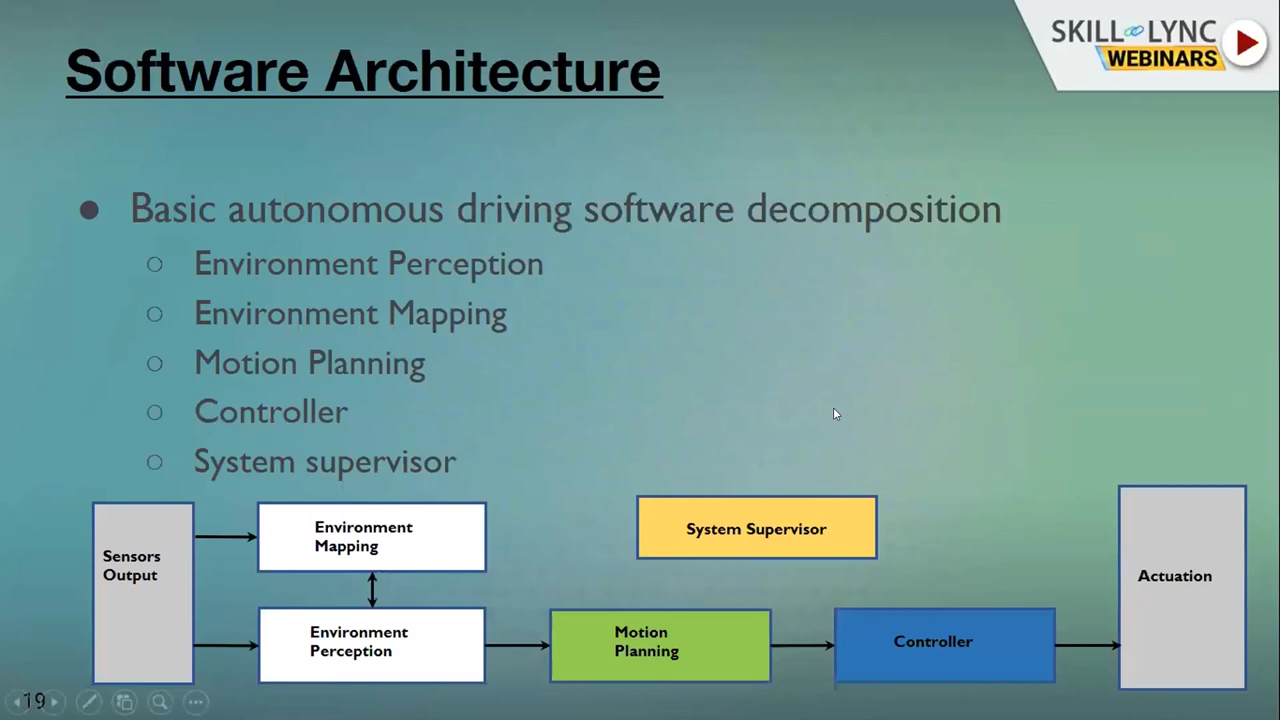 Software Architecture
SKILL LYNC
WEBINARS
Basic autonomous driving software decomposition
Environment Perception
Environment Mapping
Motion Planning
Controller
System supervisor
Sensors
Output
Environment
Mapping
System Supervisor
Actuation
Environment
Perception
Motion
Planning
Controller
19